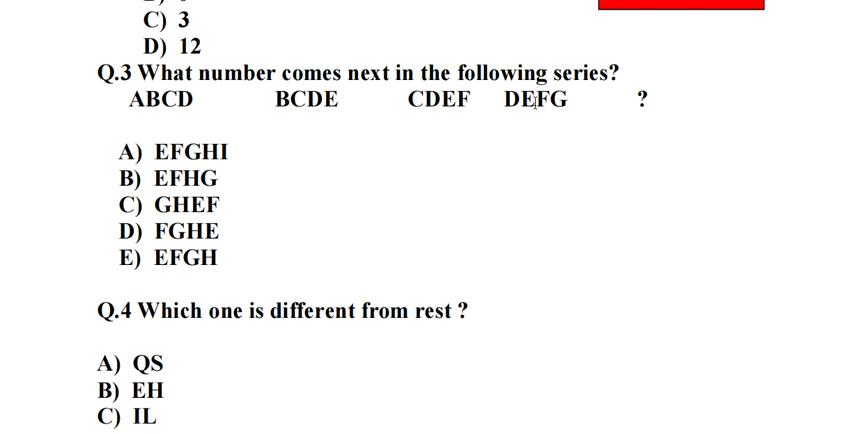 C) 3
D) 12
Q.3 What number comes next in the following series?
ABCD BCDE CDEF DEFG ?
A) EFGHI
B) EFHG
C) GHEF
D) FGHE
E) EFGH
Q.4 Which one is different from rest ?
A) QS
B) EH
C) IL